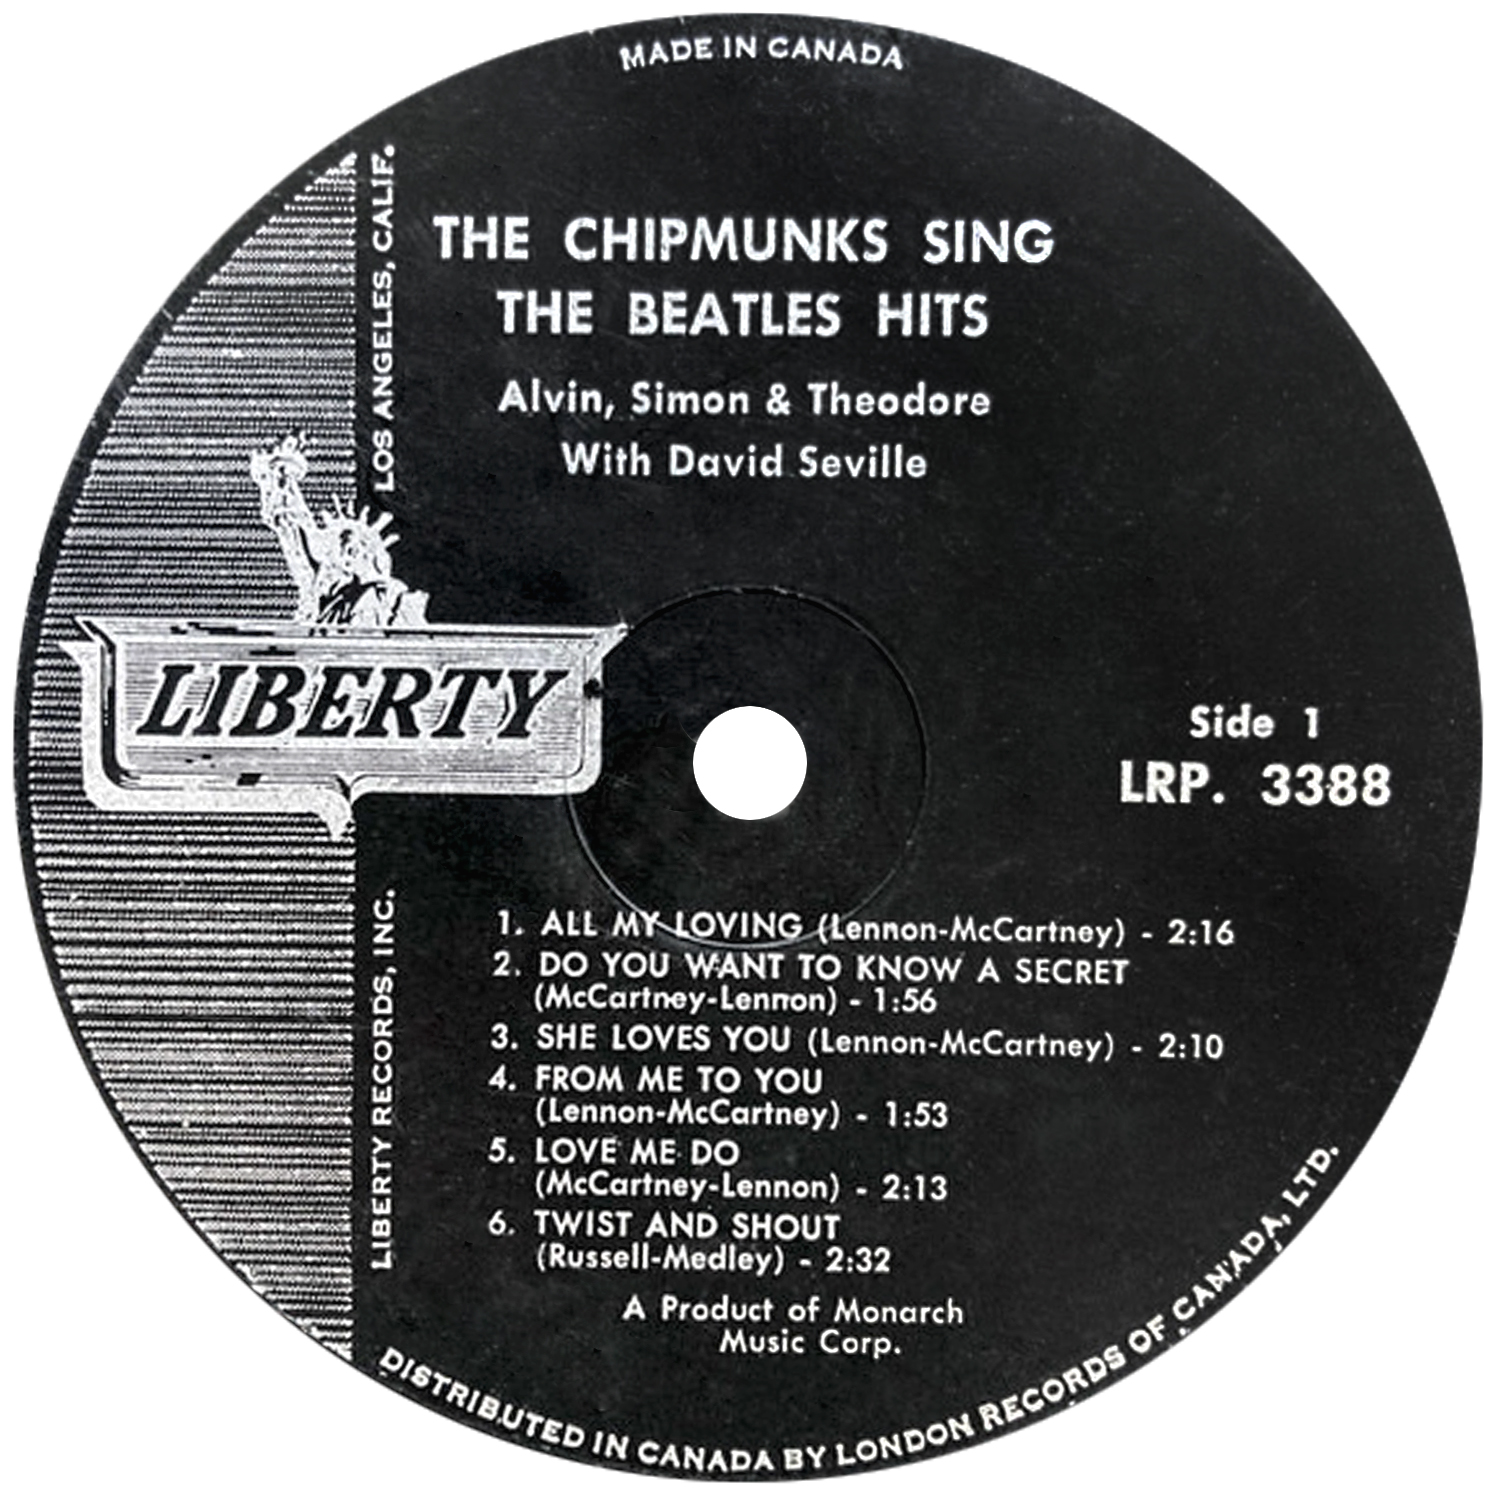 MADE IN CANADA
LOS ANGELES, CALIF.
THE CHIPMUNKS SING
THE BEATLES HITS
Alvin, Simon & Theodore
With David Seville
LIBERTY
Side 1
LRP. 3388
LIBERTY RECORDS, INC.
1. ALL MY LOVING (Lennon-McCartney) - 2:16
2. DO YOU WANT TO KNOW A SECRET
(McCartney-Lennon) - 1:56
3. SHE LOVES YOU (Lennon-McCartney) - 2:10
4. FROM ME TO YOU
(Lennon-McCartney) - 1:53
5. LOVE ME DO
(McCartney-Lennon) - 2:13
6. TWIST AND SHOUT
(Russell-Medley) - 2:32
A Product of Monarch
Music Corp.
DISTRIBUTED IN CANADA BY LONDON RECORDS OF CANADA, LTD.